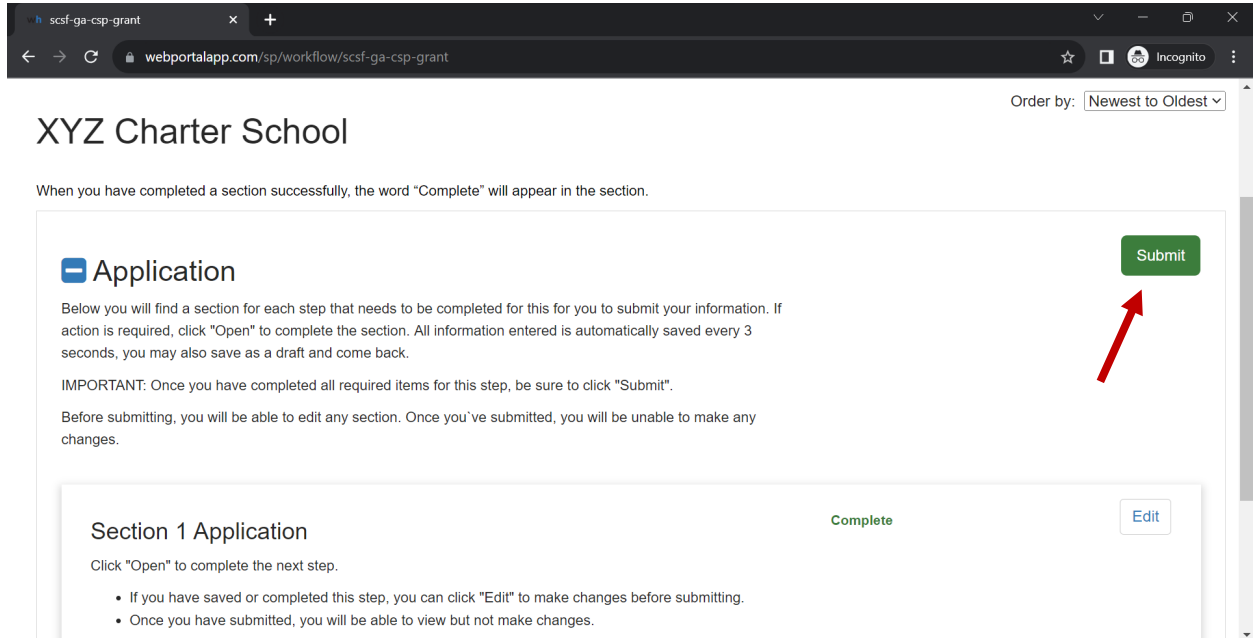 wh scsf-ga-csp-grant
webportalapp.com/sp/workflow/scsf-ga-csp-grant
Incognito
Order by: Newest to Oldest
XYZ Charter School
When you have completed a section successfully, the word “Complete” will appear in the section.
Submit
Application
Below you will find a section for each step that needs to be completed for this for you to submit your information. If
action is required, click "Open" to complete the section. All information entered is automatically saved every 3
seconds, you may also save as a draft and come back.
IMPORTANT: Once you have completed all required items for this step, be sure to click "Submit".
Before submitting, you will be able to edit any section. Once you`ve submitted, you will be unable to make any
changes.
Section 1 Application
Complete
Edit
Click "Open" to complete the next step.
• If you have saved or completed this step, you can click "Edit" to make changes before submitting.
• Once you have submitted, you will be able to view but not make changes.